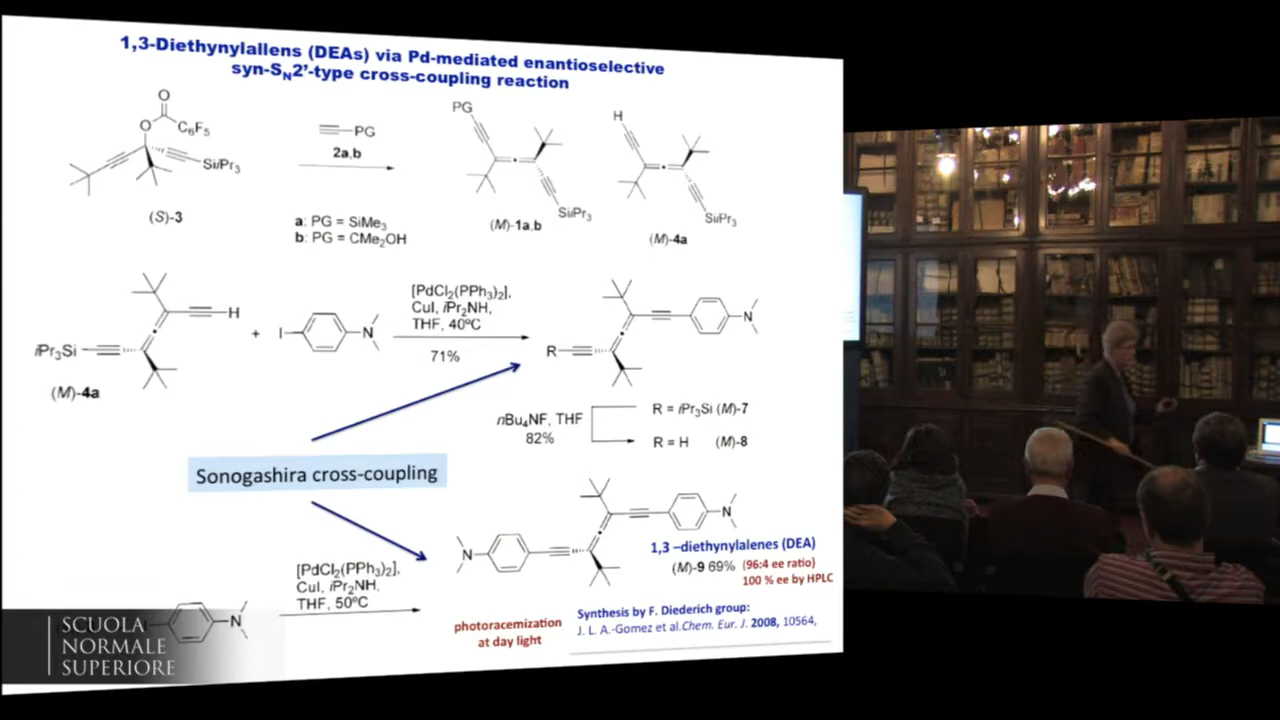 1,3-Diethynylallens (DEAs) via Pd-mediated enantioselective
syn-SN2'-type cross-coupling reaction
O
O
C6F5
SiiPr3
(S)-3
PG
2a,b
a: PG = SiMe3
b: PG = CMe2OH
PG
SiiPr3
(M)-1a,b
H
SiiPr3
(M)-4a
iPr3Si
H
(M)-4a
+
I
N
[PdCl2(PPh3)2],
CuI, iPr2NH,
THF, 40ºC
71%
R
N
nBu4NF, THF
82%
R = iPr3Si (M)-7
R = H (M)-8
Sonogashira cross-coupling
N
N
1,3 –diethynylalenes (DEA)
(M)-9 69% (96:4 ee ratio)
100 % ee by HPLC
N
[PdCl2(PPh3)2],
CuI, iPr2NH,
THF, 50ºC
photoracemization
at day light
Synthesis by F. Diederich group:
J. L. A.-Gomez et al.Chem. Eur. J. 2008, 10564,
SCUOLA
NORMALE
SUPERIORE